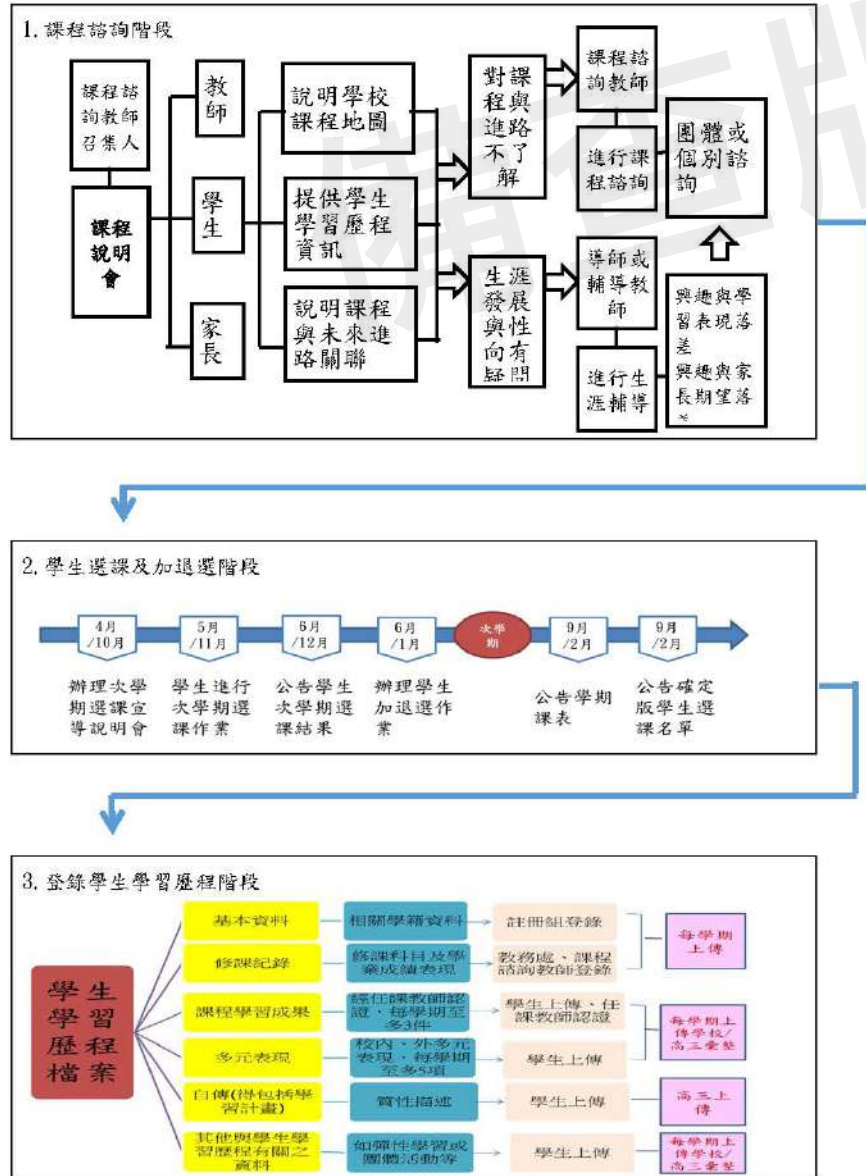 1. 課程諮詢階段
課程諮
詢教師
召集人
課程
說明
會
教
師
學
生
家
長
說明學校
課程地圖
提供學生
學習歷程
資訊
說明課程
與未來進
路關聯
對課
程與
進路
不了
解
生涯
發展
與性
向有
疑問
課程諮
詢教師
進行課
程諮詢
團體或
個別諮
詢
導師或
輔導教
師
進行生
涯輔導
興趣與學
習表現落
差
興趣與家
長期望落
備查版
2. 學生選課及加退選階段
4月
/10月
5月
/11月
6月
/12月
6月
/1月
次學
期
9月
/2月
9月
/2月
辦理次學
期選課宣
導說明會
學生進行
次學期選
課作業
公告學生
次學期選
課結果
辦理學生
加退選作
業
公告學期
課表
公告確定
版學生選
課名單
3. 登錄學生學習歷程階段
學生
學習
歷程
檔案
基本資料
相關學籍資料
註冊組登錄
修課紀錄
修課科目及學
業成績表現
教務處、課程
諮詢教師登錄
每學期
上傳
課程學習成果
經任課教師認
證，每學期至
多3件
學生上傳、任
課教師認證
多元表現
校內、外多元
表現，每學期
至多5項
學生上傳
每學期上
傳學校/
高三彙整
自傳(得包括學
習計畫)
質性描述
學生上傳
高三上
傳
其他與學生學
習歷程有關之
資料
如彈性學習或
團體活動等
學生上傳
每學期上
傳學校/
高三彙整